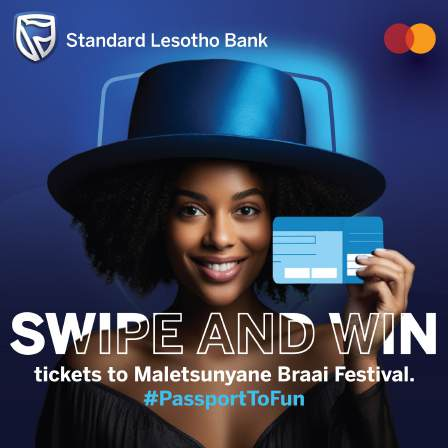 Standard Lesotho Bank
SWIPE AND WIN
tickets to Maletsunyane Braai Festival.
#PassportToFun